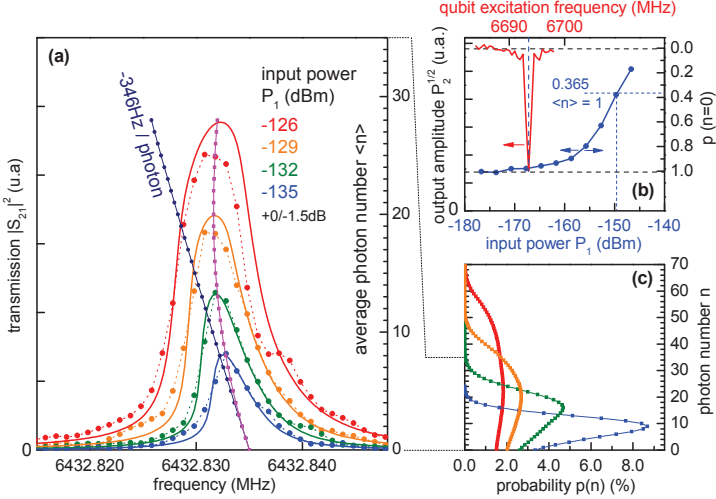 (a)
-346Hz / photon
input power
P1 (dBm)
-126
-129
-132
-135
+0/-1.5dB
transmission |S21|² (u.a)
0
6432.820
6432.830
6432.840
frequency (MHz)
30
20
10
0
average photon number <n>
qubit excitation frequency (MHz)
6690
6700
output amplitude P2^1/2 (u.a.)
0
0.365
<n> = 1
(b)
0.0
0.2
0.4
0.6
0.8
1.0
p (n=0)
-180
-170
-160
-150
-140
input power P1 (dBm)
(c)
70
60
50
40
30
20
10
0
photon number n
0.0
2.0
4.0
6.0
8.0
probability p(n) (%)